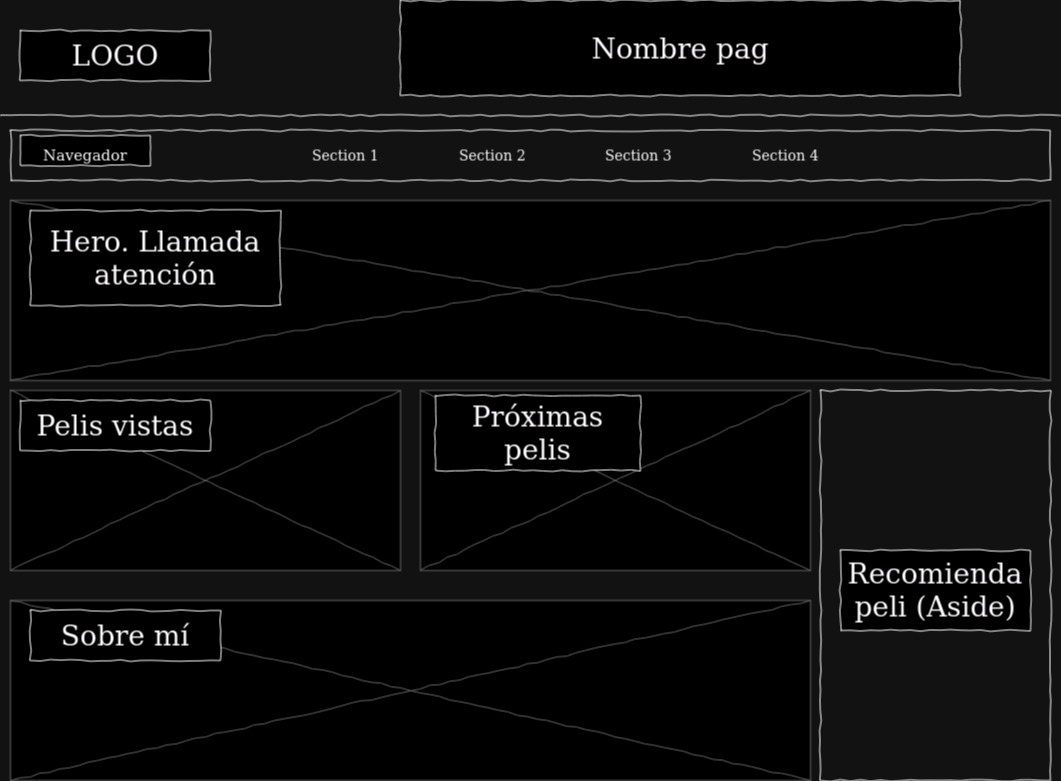 LOGO
Nombre pag
Navegador
Section 1
Section 2
Section 3
Section 4
Hero. Llamada
atención
Pelis vistas
Próximas
pelis
Recomienda
peli (Aside)
Sobre mí